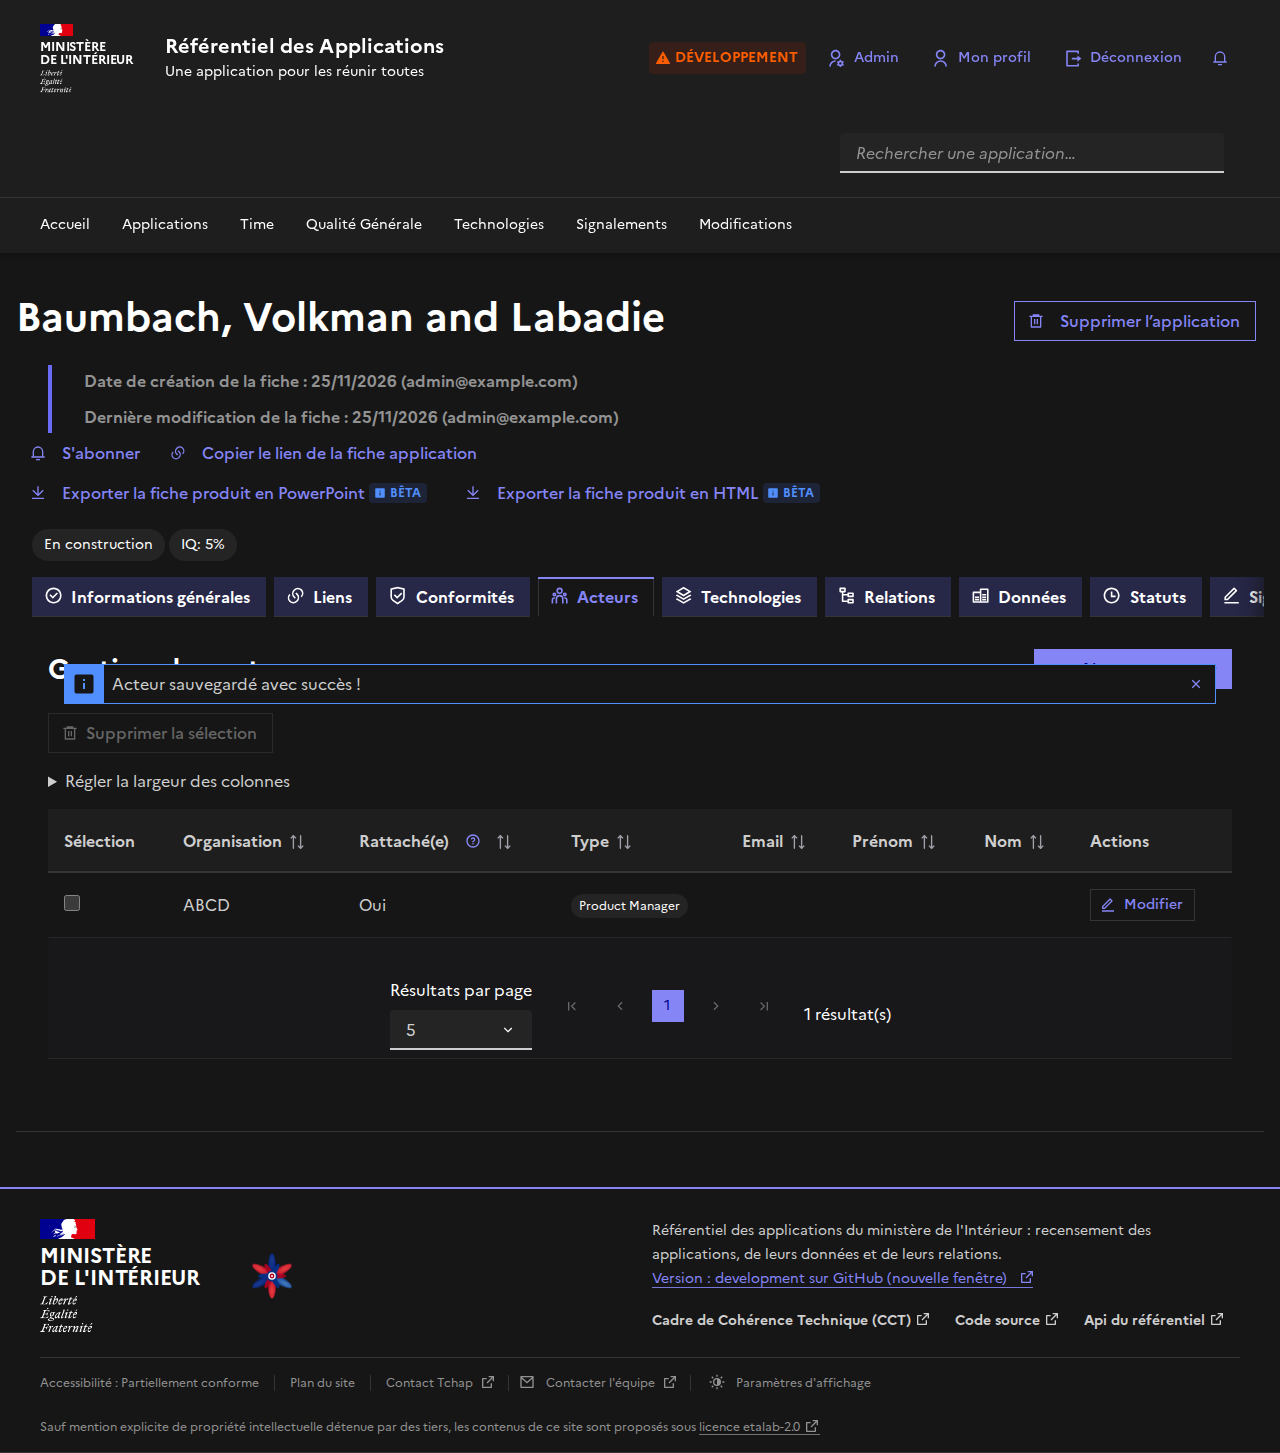 MINISTÈRE
DE L'INTÉRIEUR
Liberté
Égalité
Fraternité
Référentiel des Applications
Une application pour les réunir toutes
DÉVELOPPEMENT
Admin
Mon profil
Déconnexion
Rechercher une application...
Accueil
Applications
Time
Qualité Générale
Technologies
Signalements
Modifications
Baumbach, Volkman and Labadie
Supprimer l’application
Date de création de la fiche : 25/11/2026 (admin@example.com)
Dernière modification de la fiche : 25/11/2026 (admin@example.com)
S'abonner
Copier le lien de la fiche application
Exporter la fiche produit en PowerPoint
BÊTA
Exporter la fiche produit en HTML
BÊTA
En construction
IQ: 5%
Informations générales
Liens
Conformités
Acteurs
Technologies
Relations
Données
Statuts
Acteur sauvegardé avec succès !
Supprimer la sélection
Régler la largeur des colonnes
Sélection
Organisation
Rattaché(e)
Type
Email
Prénom
Nom
Actions
ABCD
Oui
Product Manager
Modifier
Résultats par page
5
1
1 résultat(s)
MINISTÈRE
DE L'INTÉRIEUR
Liberté
Égalité
Fraternité
Référentiel des applications du ministère de l'Intérieur : recensement des
applications, de leurs données et de leurs relations.
Version : development sur GitHub (nouvelle fenêtre)
Cadre de Cohérence Technique (CCT)
Code source
Api du référentiel
Accessibilité : Partiellement conforme
Plan du site
Contact Tchap
Contacter l'équipe
Paramètres d'affichage
Sauf mention explicite de propriété intellectuelle détenue par des tiers, les contenus de ce site sont proposés sous licence etalab-2.0